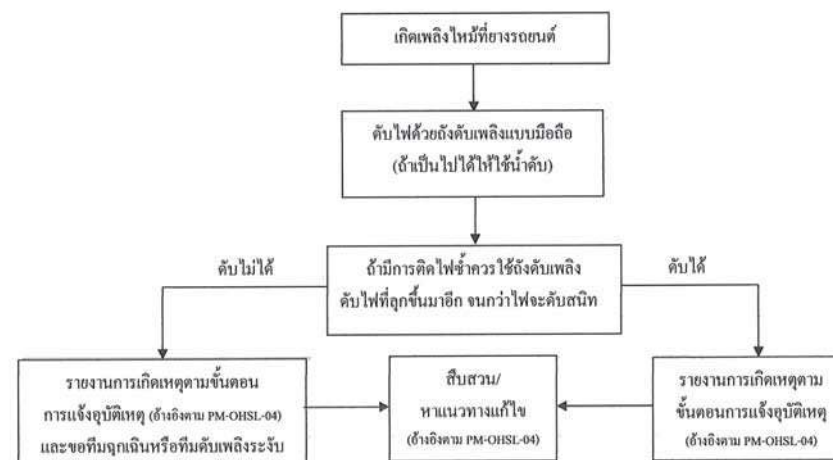 เกิดเพลิงไหม้ที่ยางรถยนต์
ดับไฟด้วยถังดับเพลิงแบบมือถือ
(ถ้าเป็นไปได้ให้ใช้น้ำดับ)
ดับไม่ได้
ถ้ามีการติดไฟซ้ำควรใช้ถังดับเพลิง
ดับไฟที่ลุกขึ้นมาอีก จนกว่าไฟจะดับสนิท
ดับได้
รายงานการเกิดเหตุตามขั้นตอน
การแจ้งอุบัติเหตุ (อ้างอิงตาม PM-OHSL-04)
และขอทีมฉุกเฉินหรือทีมดับเพลิงระงับ
สืบสวน/
หาแนวทางแก้ไข
(อ้างอิงตาม PM-OHSL-04)
รายงานการเกิดเหตุตาม
ขั้นตอนการแจ้งอุบัติเหตุ
(อ้างอิงตาม PM-OHSL-04)